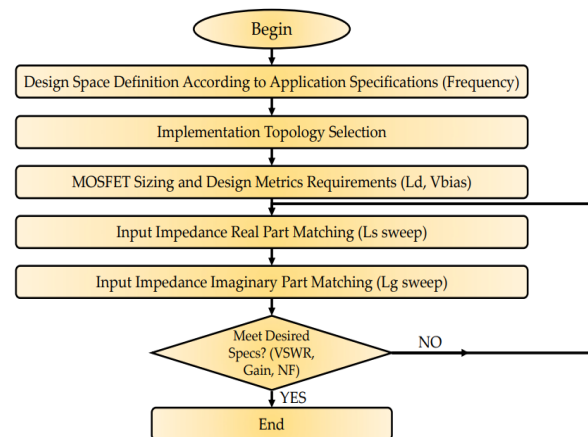 Begin
Design Space Definition According to Application Specifications (Frequency)
Implementation Topology Selection
MOSFET Sizing and Design Metrics Requirements (Ld, Vbias)
Input Impedance Real Part Matching (Ls sweep)
Input Impedance Imaginary Part Matching (Lg sweep)
Meet Desired
Specs? (VSWR,
Gain, NF)
NO
YES
End